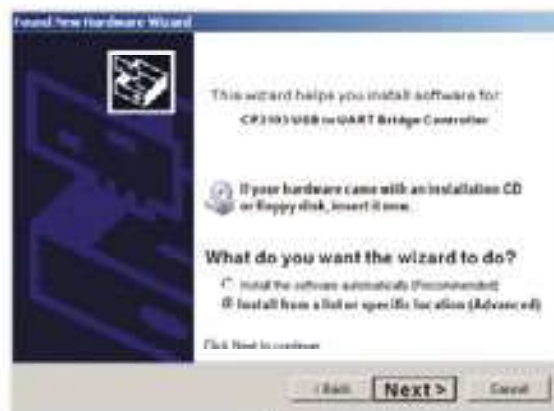 Found New Hardware Wizard
This wizard helps you install software for:
CP2103 USB to UART Bridge Controller
If your hardware came with an installation CD
or floppy disk, insert it now.
What do you want the wizard to do?
Install the software automatically (Recommended)
Install from a list or specific location (Advanced)
Click Next to continue.
< Back
Next >
Cancel